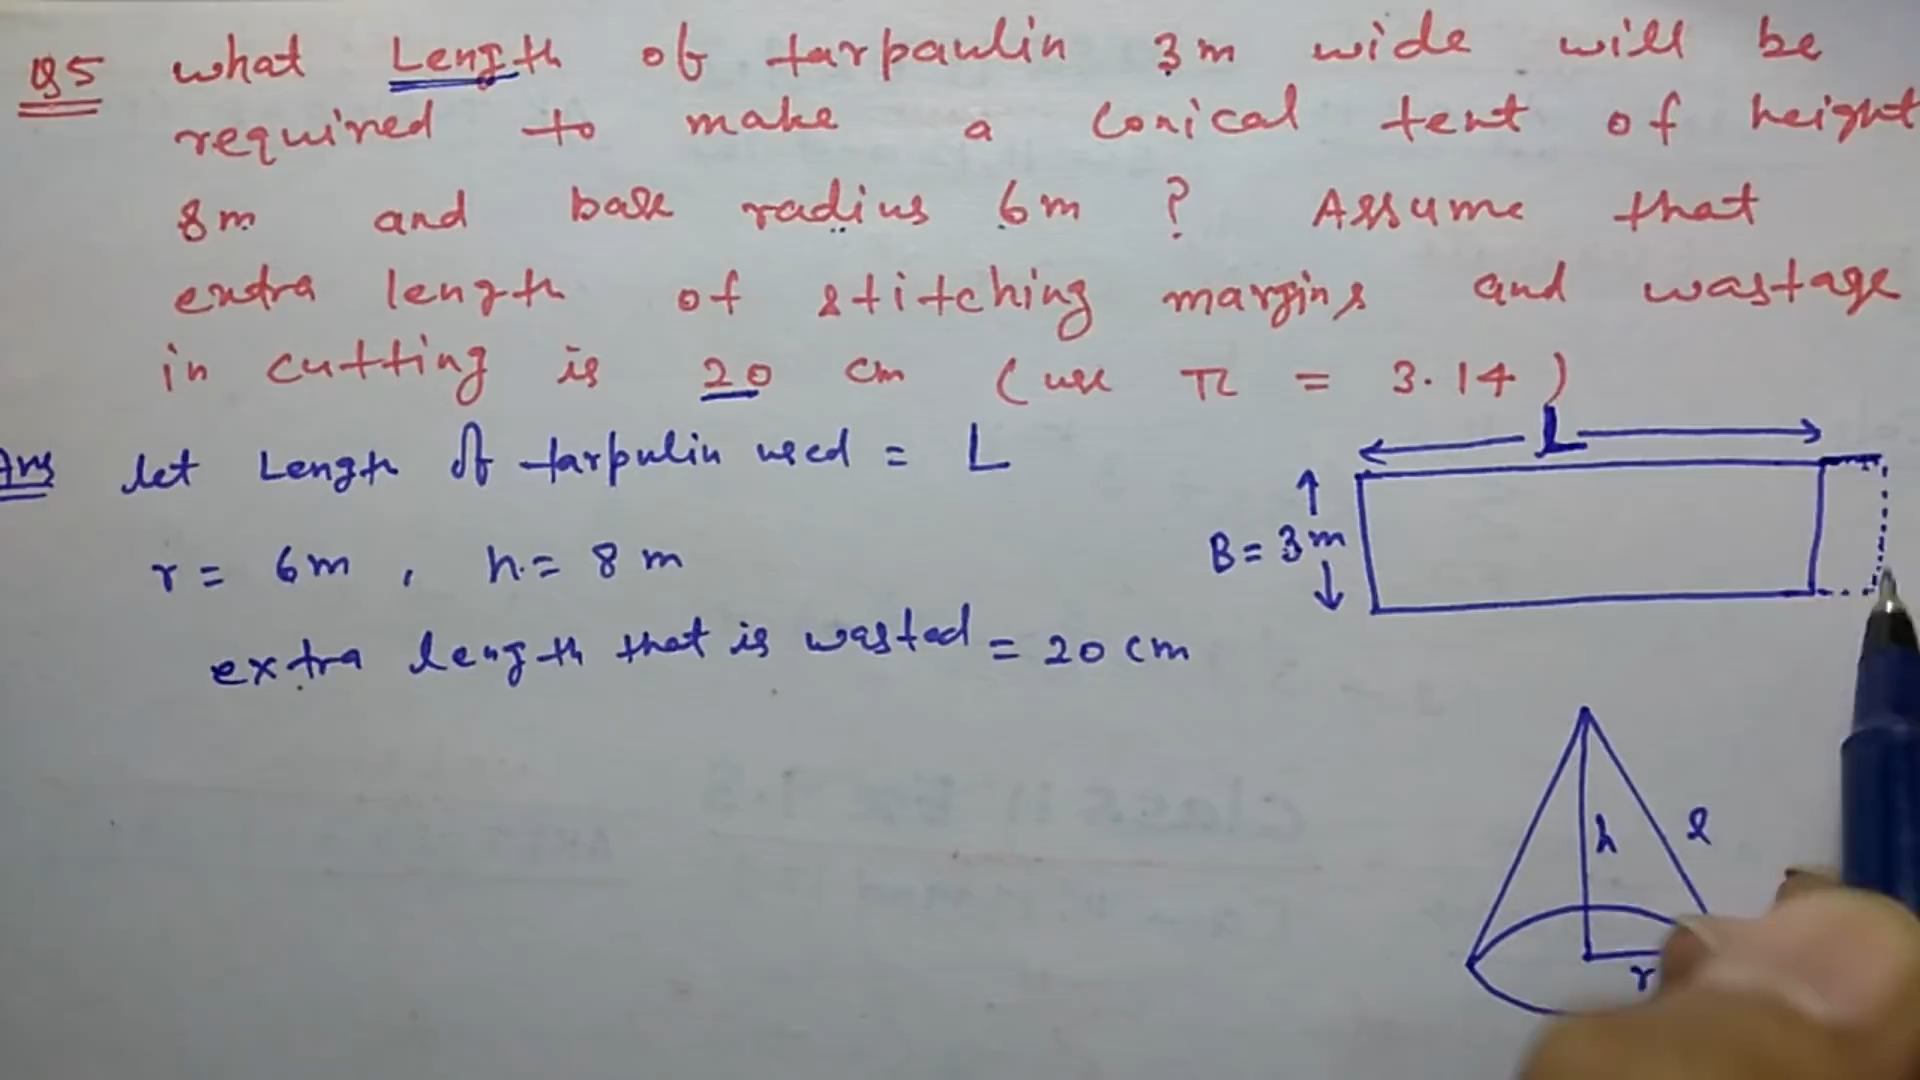 Q5 what Length of tarpaulin 3m wide will be
required to make a conical tent of height
8m and base radius 6m ? Assume that
extra length of stitching margins and wastage
in cutting is 20 cm (use π = 3.14)
Ans let Length of tarpulin used = L
r = 6m , h = 8 m
extra length that is wasted = 20 cm
L
B = 3m
h l
r